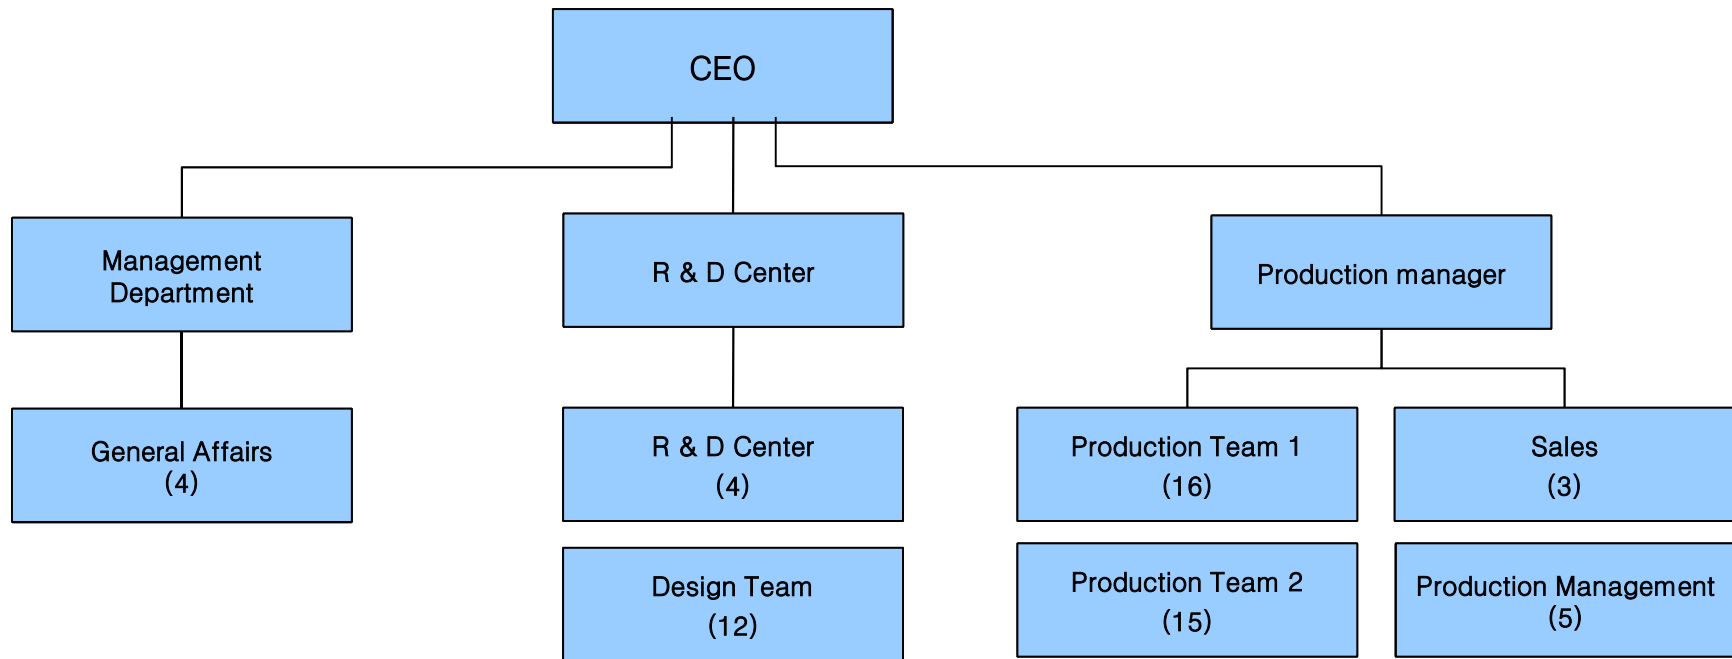 CEO
Management
Department
R & D Center
Production manager
General Affairs
(4)
R & D Center
(4)
Production Team 1
(16)
Sales
(3)
Design Team
(12)
Production Team 2
(15)
Production Management
(5)